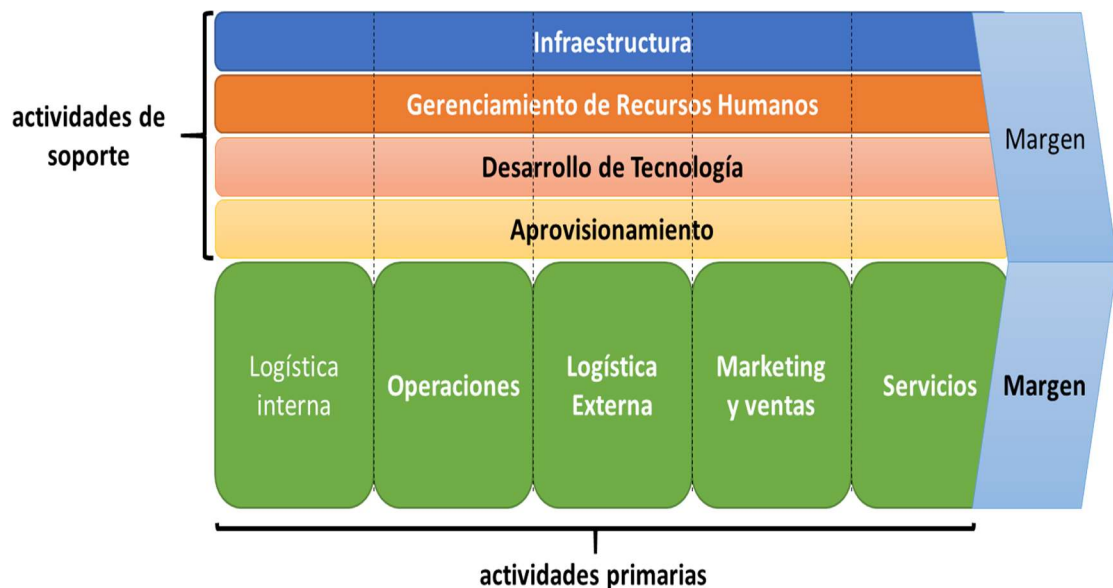 Infraestructura
Gerenciamiento de Recursos Humanos
Desarrollo de Tecnología
Aprovisionamiento
actividades de
soporte
Margen
Logística
interna
Operaciones
Logística
Externa
Marketing
y ventas
Servicios
Margen
actividades primarias